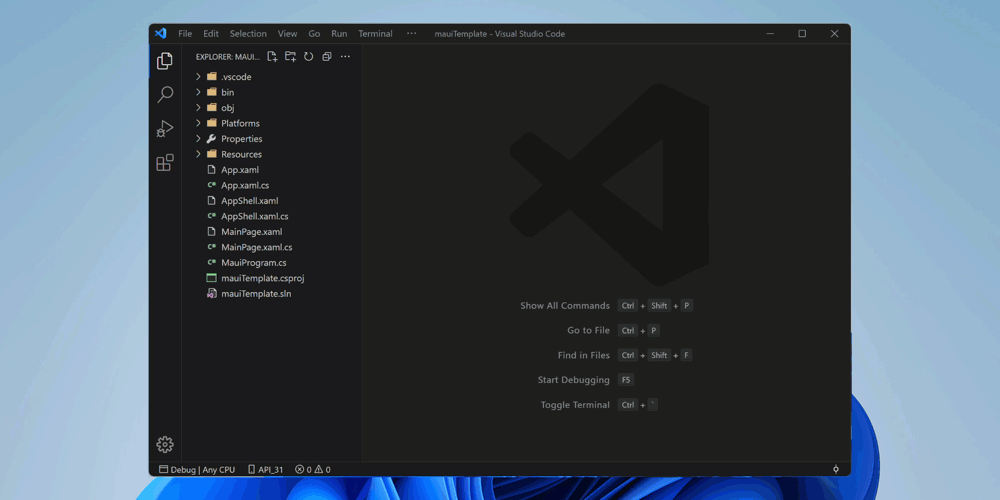 File Edit Selection View Go Run Terminal ··· mauiTemplate - Visual Studio Code
EXPLORER: MAUI...
.vscode
bin
obj
Platforms
Properties
Resources
App.xaml
App.xaml.cs
AppShell.xaml
AppShell.xaml.cs
MainPage.xaml
MainPage.xaml.cs
MauiProgram.cs
mauiTemplate.csproj
mauiTemplate.sln
Show All Commands Ctrl + Shift + P
Go to File Ctrl + P
Find in Files Ctrl + Shift + F
Start Debugging F5
Toggle Terminal Ctrl + `
Debug | Any CPU API_31 0 0